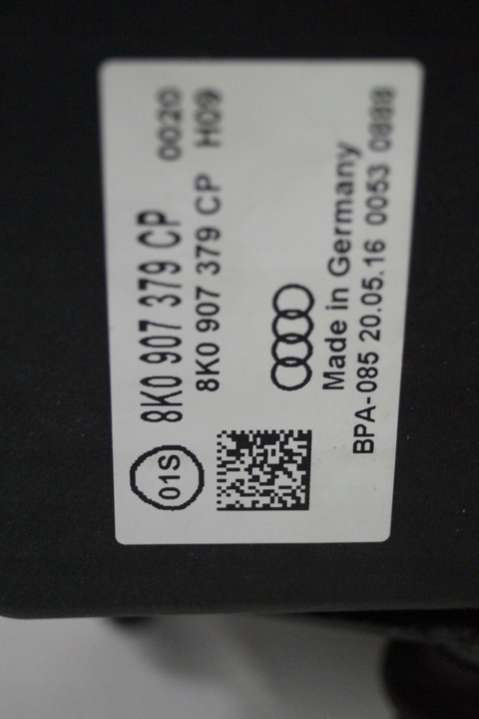 01S 8K0 907 379 CP 0020
8K0 907 379 CP H09
Made in Germany
BPA-085 20.05.16 0053 0888